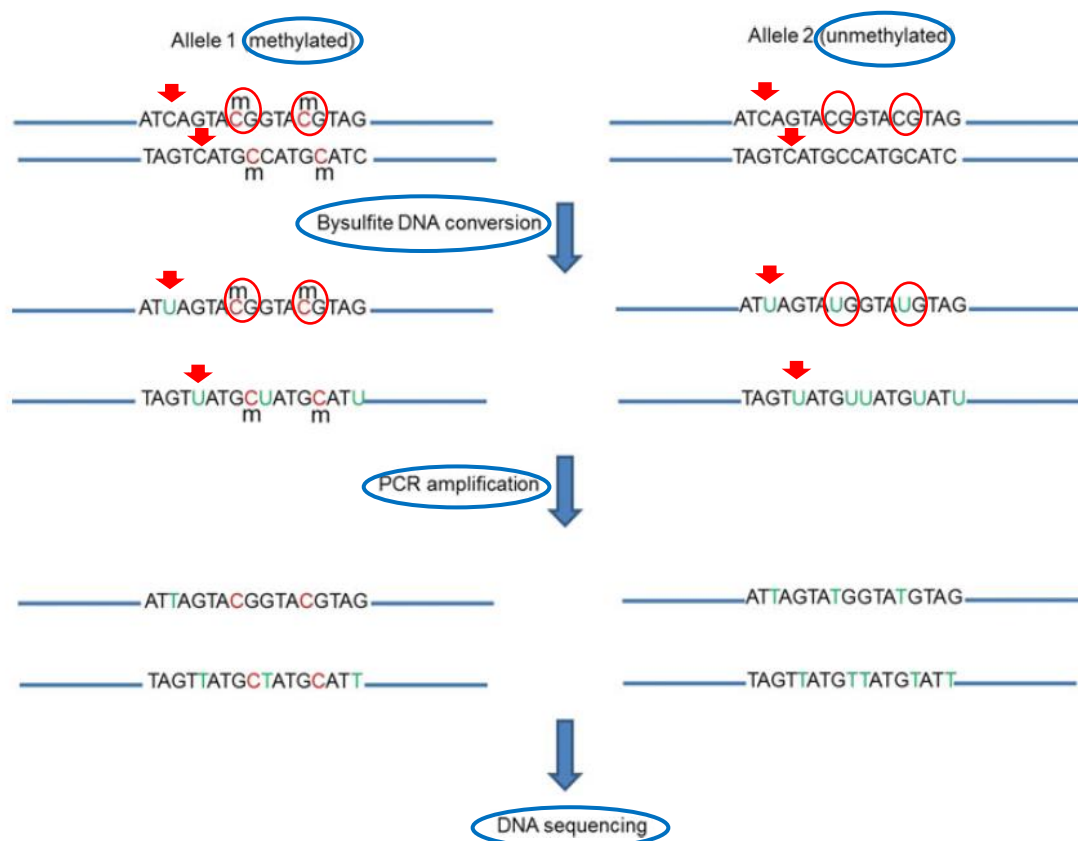 Allele 1 (methylated)
Allele 2 (unmethylated)
m m
ATCAGTACGGTACGTAG
ATCAGTACGGTACGTAG
TAGTCATGCCATGCATC
TAGTCATGCCATGCATC
m m
Bysulfite DNA conversion
m m
ATUAGTACGGTACGTAG
ATUAGTAUGGTAUGTAG
TAGTUATGCUATGCATU
TAGTUATGUUATGUATU
m m
PCR amplification
ATTAGTACGGTACGTAG
ATTAGTATGGTATGTAG
TAGTTATGCTATGCATT
TAGTTATGTTATGTATT
DNA sequencing